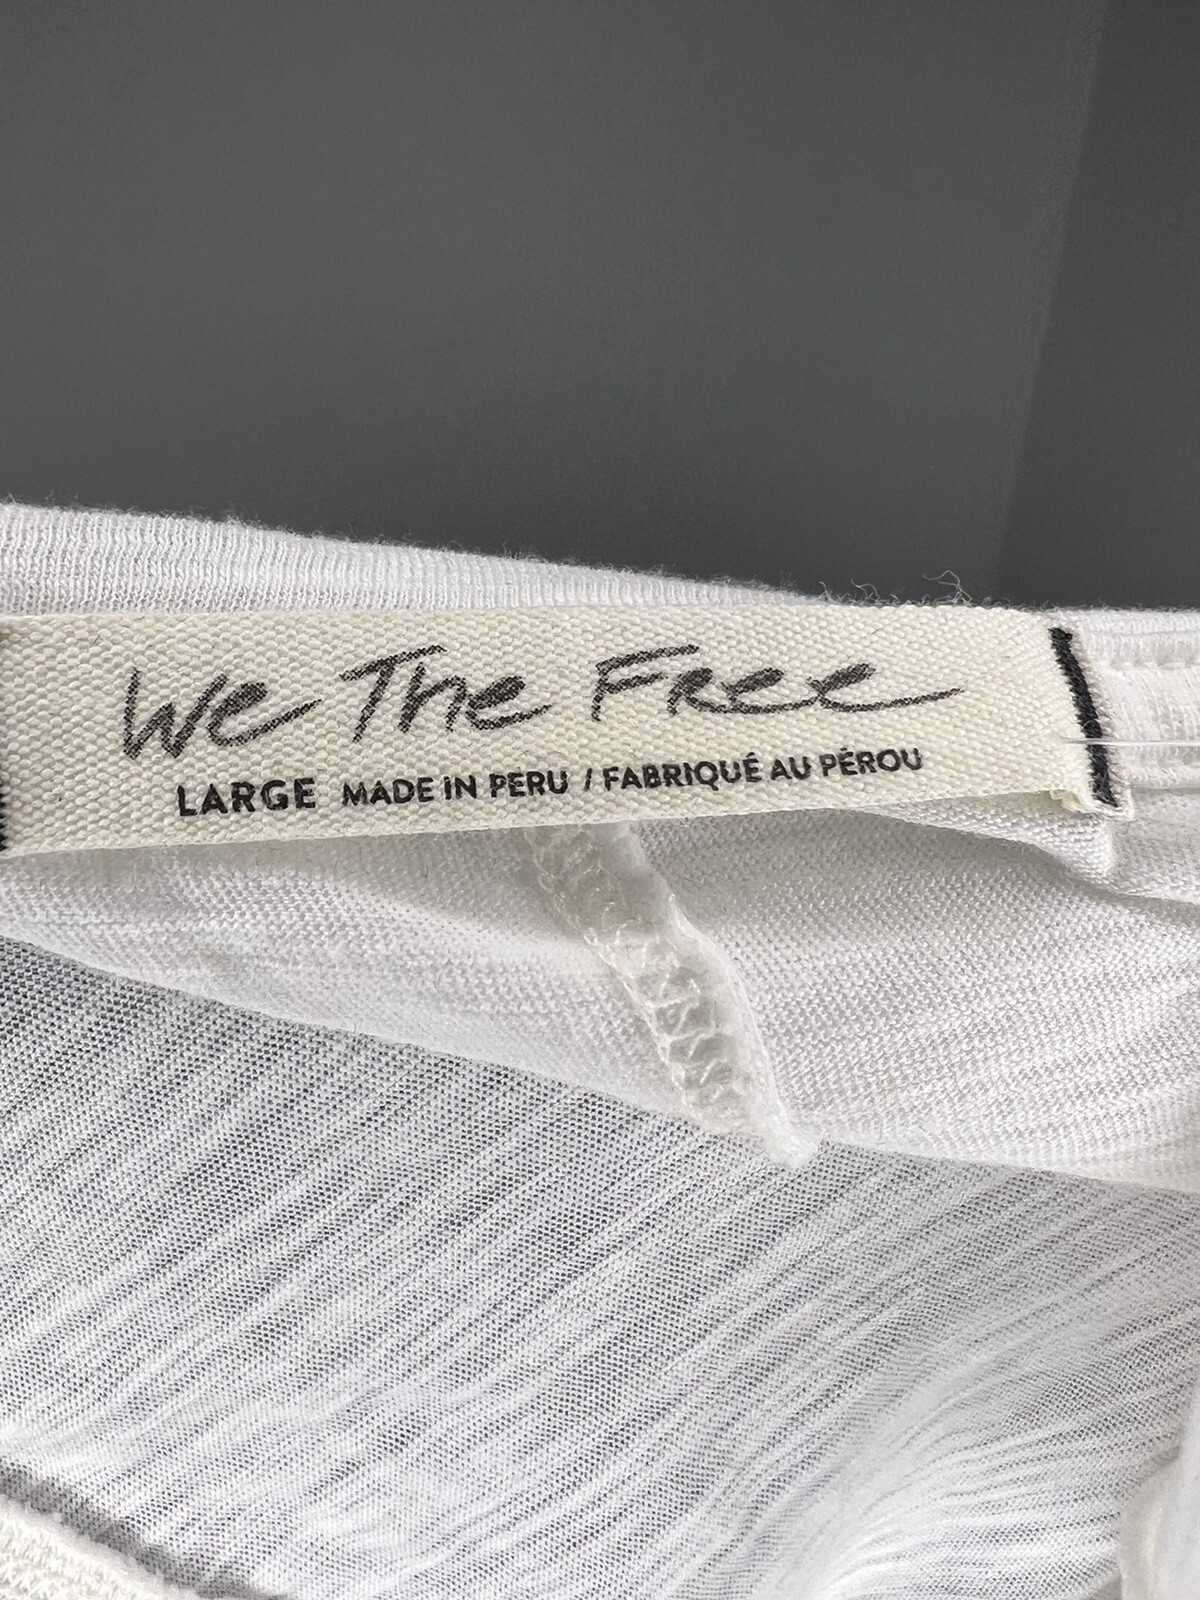 We The Free
LARGE MADE IN PERU / FABRIQUÉ AU PÉROU